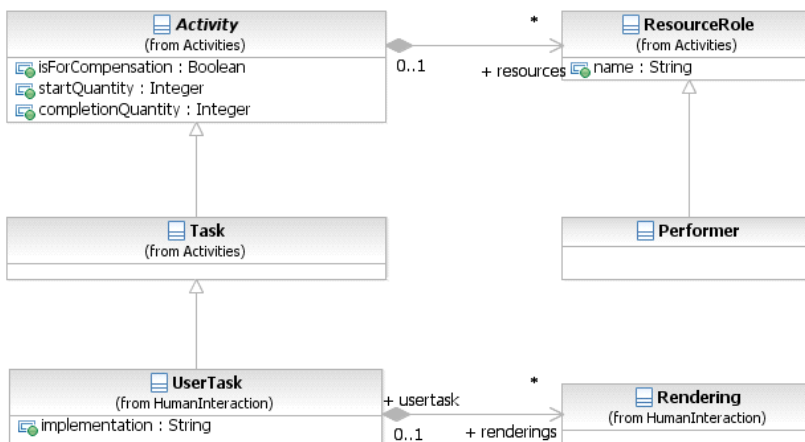 Activity
(from Activities)
isForCompensation : Boolean
startQuantity : Integer
completionQuantity : Integer
0..1
*
+ resources
ResourceRole
(from Activities)
name : String
Task
(from Activities)
Performer
UserTask
(from HumanInteraction)
implementation : String
+ usertask
0..1
*
+ renderings
Rendering
(from HumanInteraction)